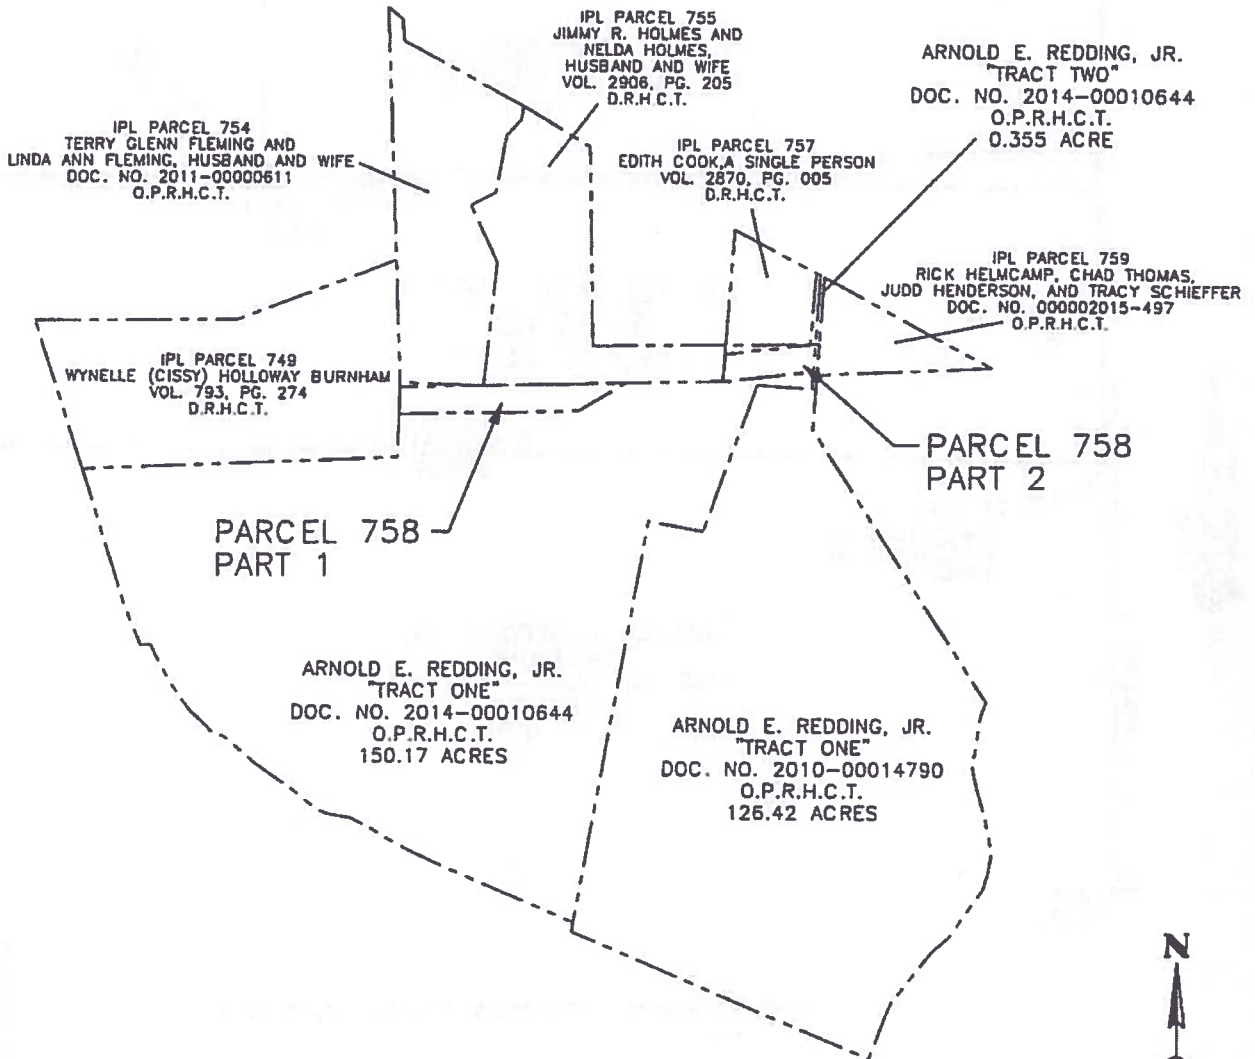 IPL PARCEL 755
JIMMY R. HOLMES AND
NELDA HOLMES,
HUSBAND AND WIFE
VOL. 2906, PG. 205
D.R.H.C.T.
ARNOLD E. REDDING, JR.
"TRACT TWO"
DOC. NO. 2014-00010644
O.P.R.H.C.T.
0.355 ACRE
IPL PARCEL 754
TERRY GLENN FLEMING AND
LINDA ANN FLEMING, HUSBAND AND WIFE
DOC. NO. 2011-00000611
O.P.R.H.C.T.
IPL PARCEL 757
EDITH COOK,A SINGLE PERSON
VOL. 2870, PG. 005
D.R.H.C.T.
IPL PARCEL 759
RICK HELMCAMP, CHAD THOMAS,
JUDD HENDERSON, AND TRACY SCHIEFFER
DOC. NO. 000002015-497
O.P.R.H.C.T.
IPL PARCEL 749
WYNELLE (CISSY) HOLLOWAY BURNHAM
VOL. 793, PG. 274
D.R.H.C.T.
PARCEL 758
PART 2
PARCEL 758
PART 1
ARNOLD E. REDDING, JR.
"TRACT ONE"
DOC. NO. 2014-00010644
O.P.R.H.C.T.
150.17 ACRES
ARNOLD E. REDDING, JR.
"TRACT ONE"
DOC. NO. 2010-00014790
O.P.R.H.C.T.
126.42 ACRES
N